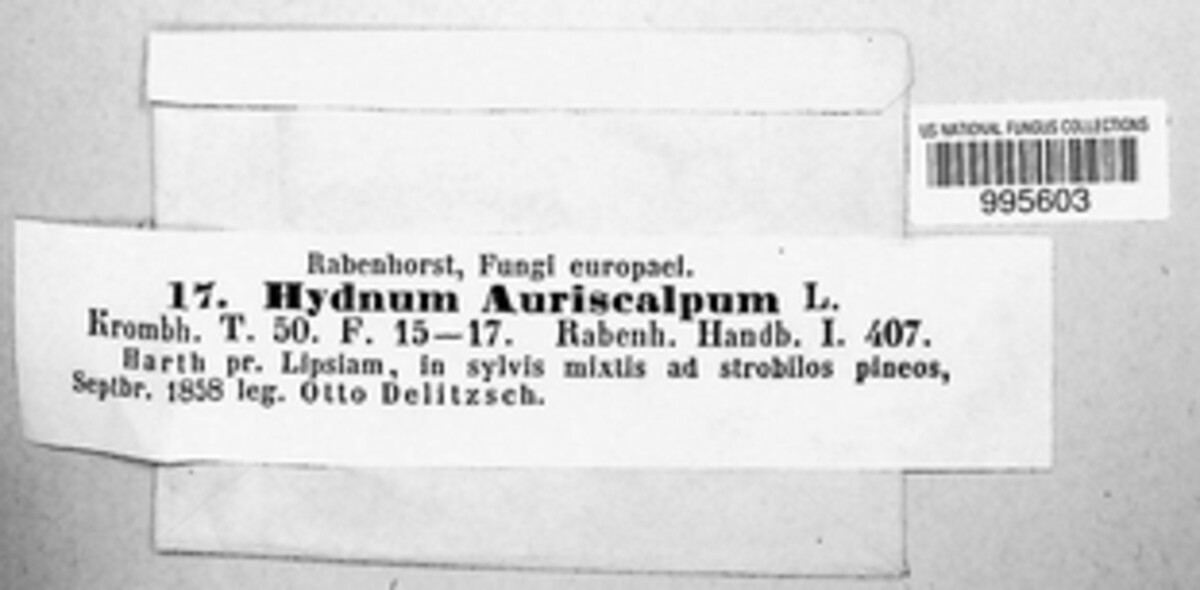 US NATIONAL FUNGUS COLLECTIONS
995603
Rabenhorst, Fungi europaei.
17. Hydnum Auriscalpum L.
Krombh. T. 50. F. 15—17. Rabenh. Handb. I. 407.
Harth pr. Lipsiam, in sylvis mixtis ad strobilos pineos,
Septbr. 1858 leg. Otto Delitzsch.